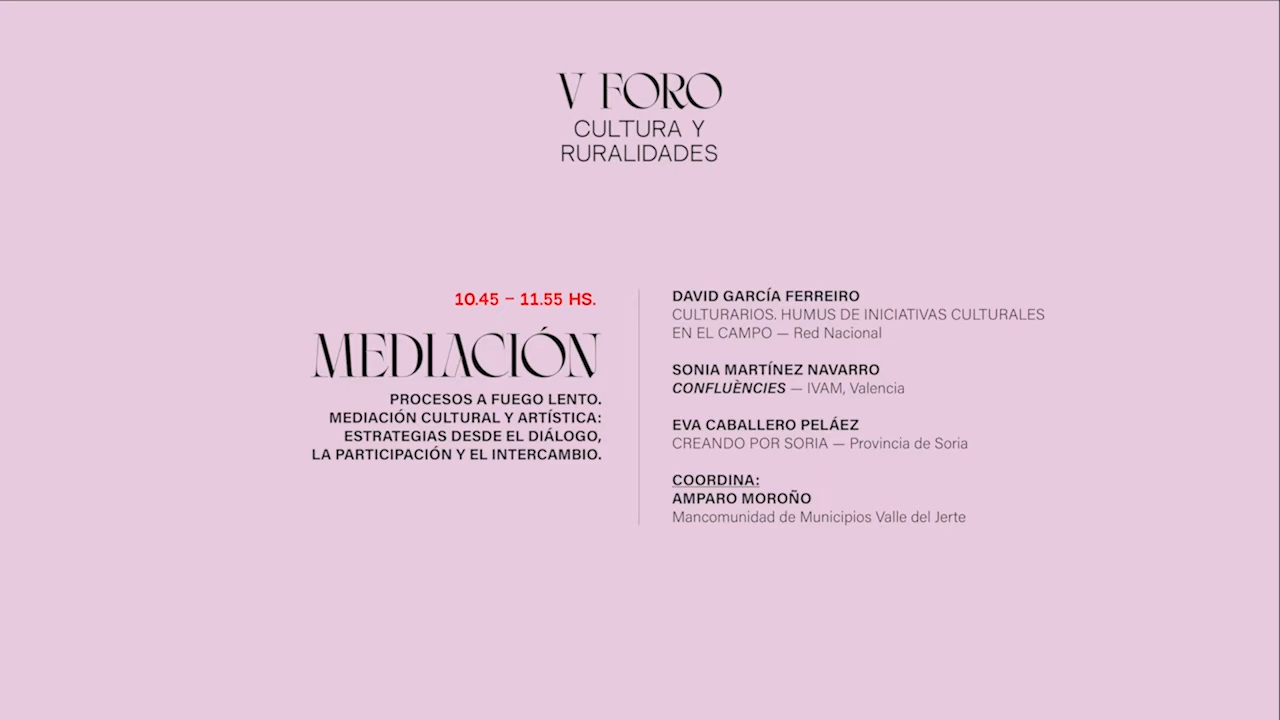 V FORO
CULTURA Y
RURALIDADES
10.45 – 11.55 HS.
MEDIACIÓN
PROCESOS A FUEGO LENTO.
MEDIACIÓN CULTURAL Y ARTÍSTICA:
ESTRATEGIAS DESDE EL DIÁLOGO,
LA PARTICIPACIÓN Y EL INTERCAMBIO.
DAVID GARCÍA FERREIRO
CULTURARIOS. HUMUS DE INICIATIVAS CULTURALES
EN EL CAMPO — Red Nacional
SONIA MARTÍNEZ NAVARRO
CONFLUÈNCIES — IVAM, Valencia
EVA CABALLERO PELÁEZ
CREANDO POR SORIA — Provincia de Soria
COORDINA:
AMPARO MOROÑO
Mancomunidad de Municipios Valle del Jerte